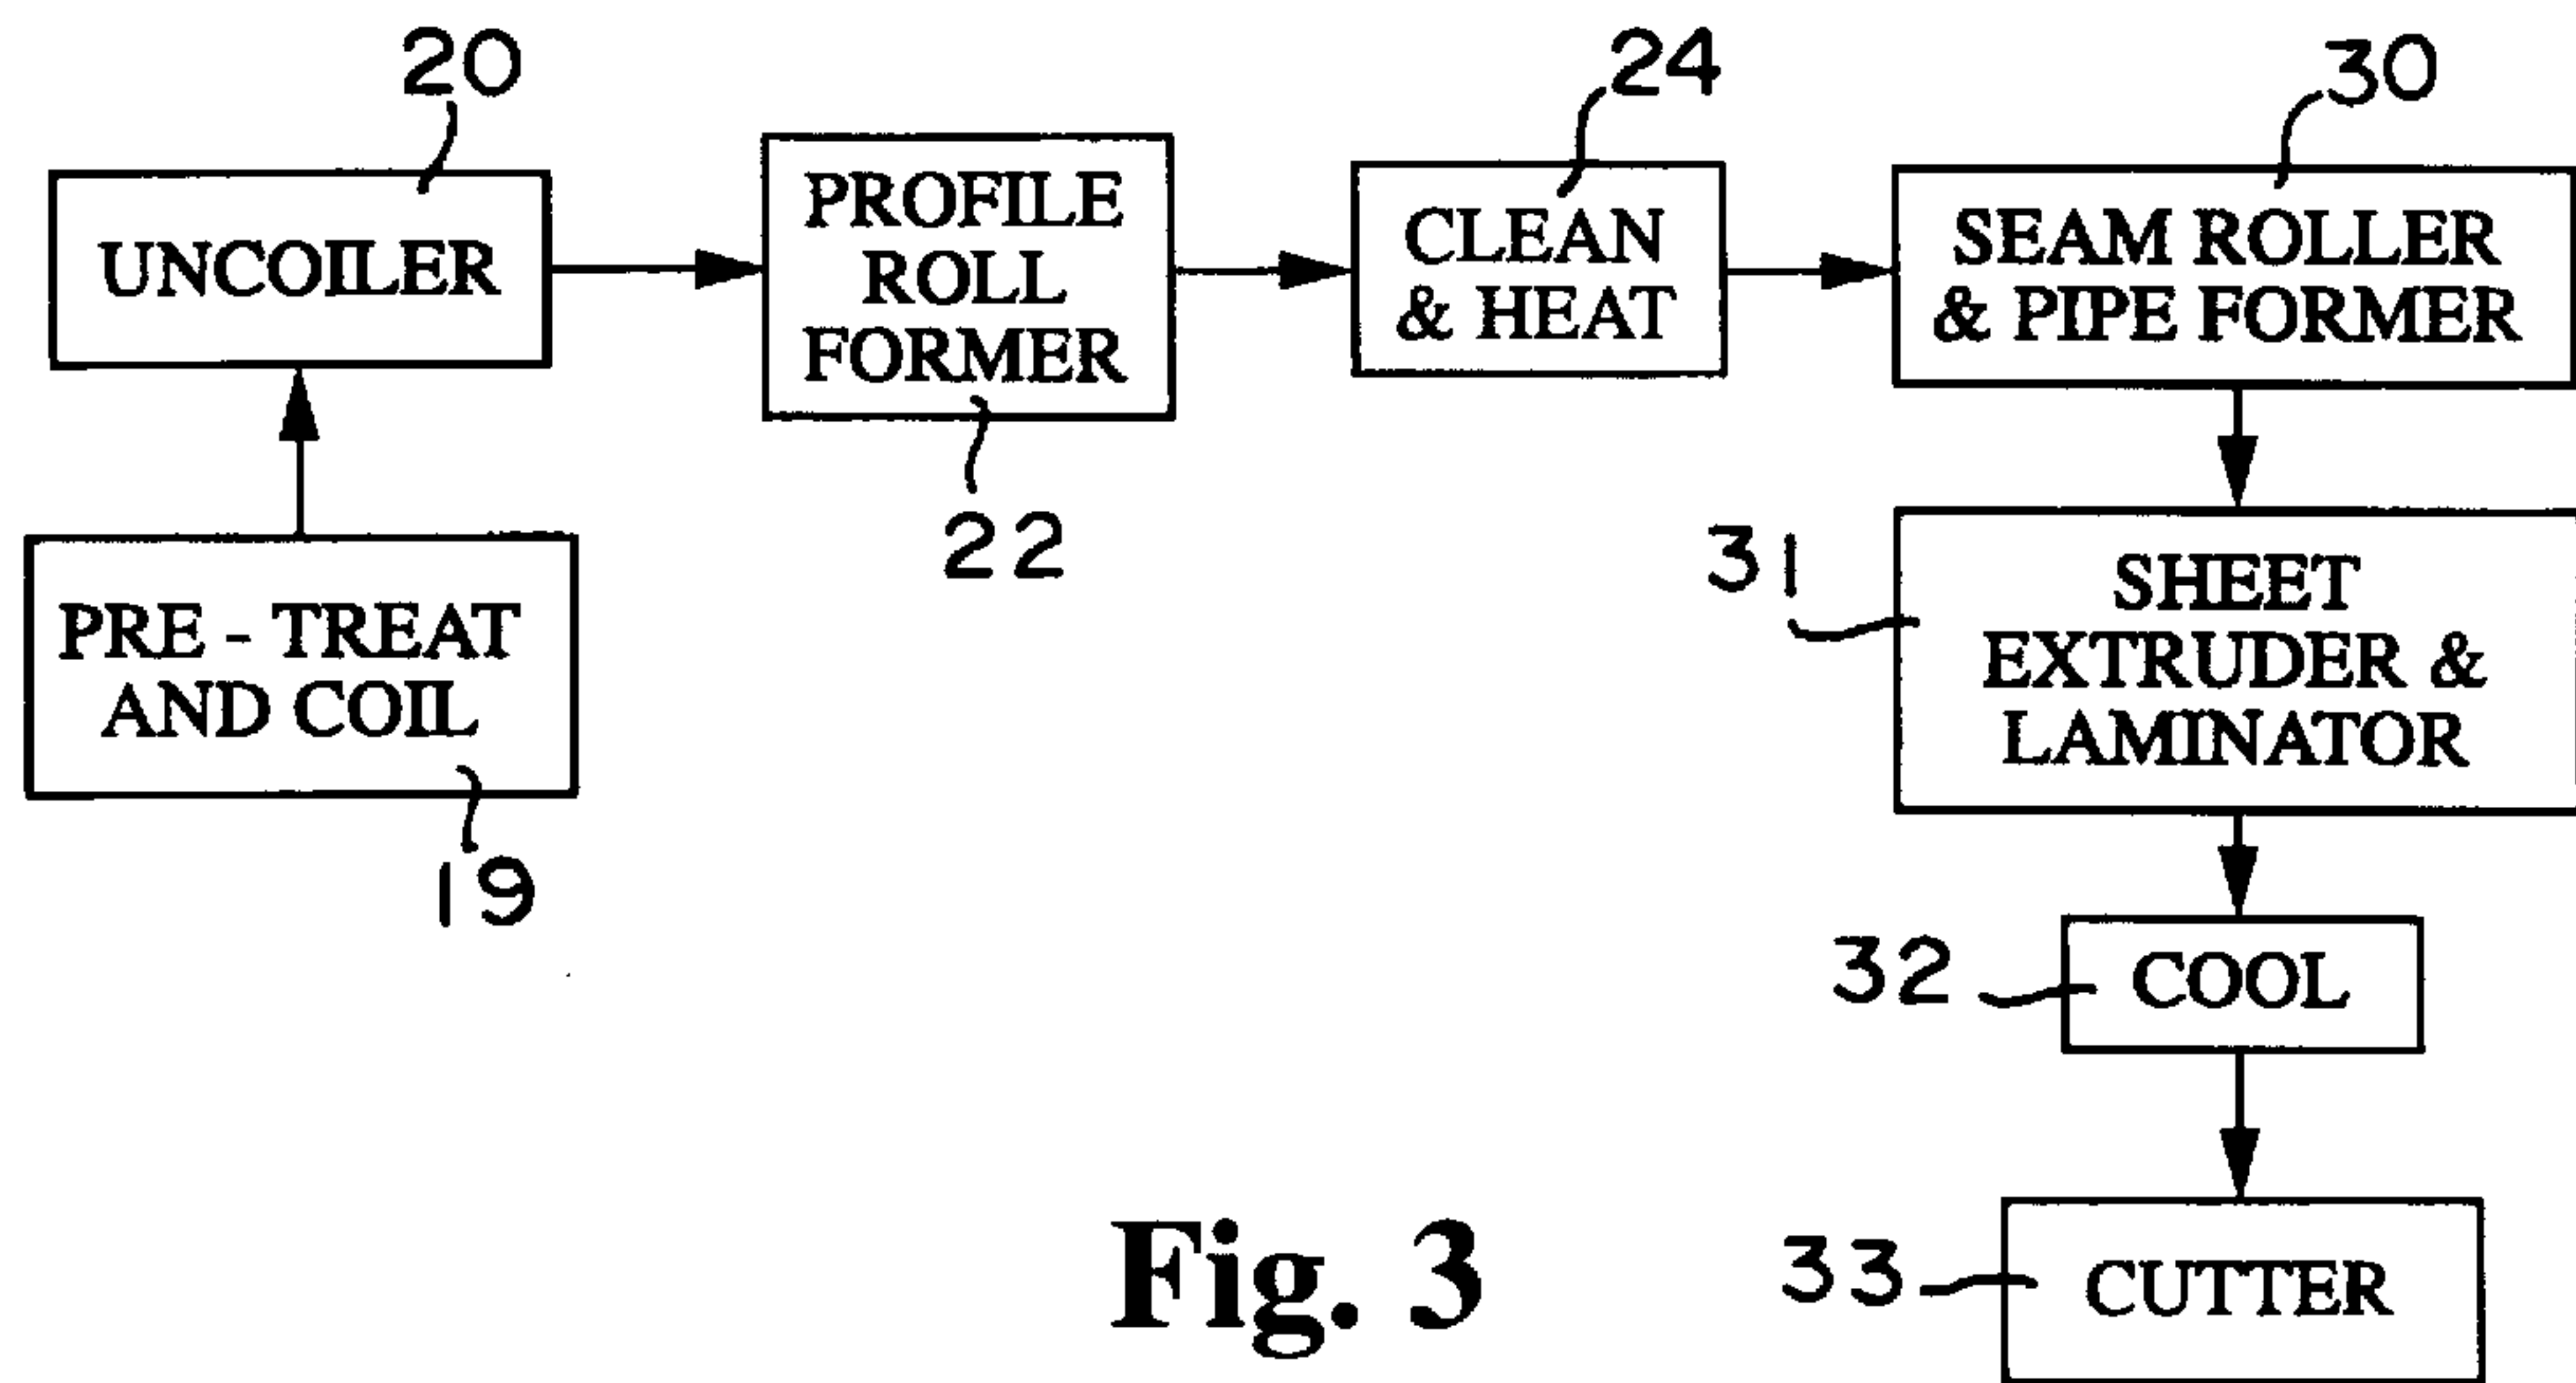 20
UNCOILER
PROFILE
ROLL
FORMER
22
24
CLEAN
& HEAT
30
SEAM ROLLER
& PIPE FORMER
PRE - TREAT
AND COIL
19
31
SHEET
EXTRUDER &
LAMINATOR
32
COOL
33
CUTTER
Fig. 3